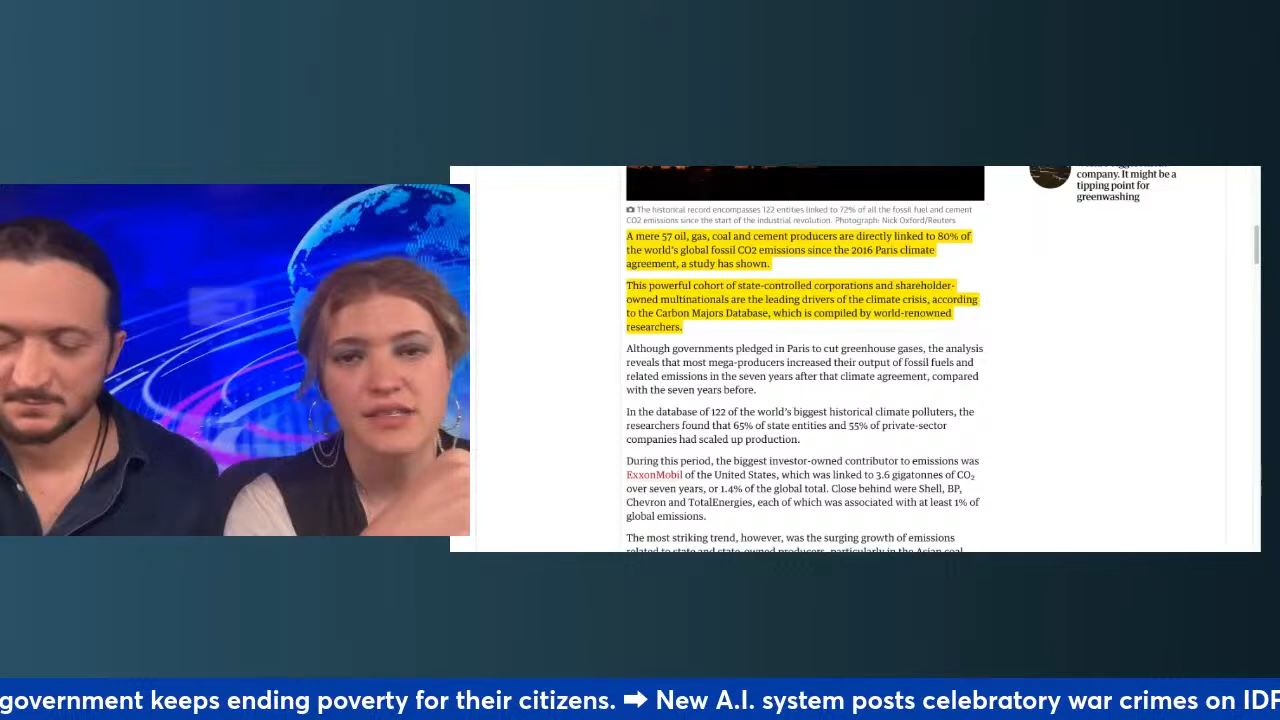 company. It might be a
tipping point for
greenwashing
The historical record encompasses 122 entities linked to 72% of all the fossil fuel and cement
CO2 emissions since the start of the industrial revolution. Photograph: Nick Oxford/Reuters
A mere 57 oil, gas, coal and cement producers are directly linked to 80% of
the world’s global fossil CO2 emissions since the 2016 Paris climate
agreement, a study has shown.
This powerful cohort of state-controlled corporations and shareholder-
owned multinationals are the leading drivers of the climate crisis, according
to the Carbon Majors Database, which is compiled by world-renowned
researchers.
Although governments pledged in Paris to cut greenhouse gases, the analysis
reveals that most mega-producers increased their output of fossil fuels and
related emissions in the seven years after that climate agreement, compared
with the seven years before.
In the database of 122 of the world’s biggest historical climate polluters, the
researchers found that 65% of state entities and 55% of private-sector
companies had scaled up production.
During this period, the biggest investor-owned contributor to emissions was
ExxonMobil of the United States, which was linked to 3.6 gigatonnes of CO₂
over seven years, or 1.4% of the global total. Close behind were Shell, BP,
Chevron and TotalEnergies, each of which was associated with at least 1% of
global emissions.
The most striking trend, however, was the surging growth of emissions
related to state and state-owned producers, particularly in the Asian coal
government keeps ending poverty for their citizens. ➡ New A.I. system posts celebratory war crimes on IDF